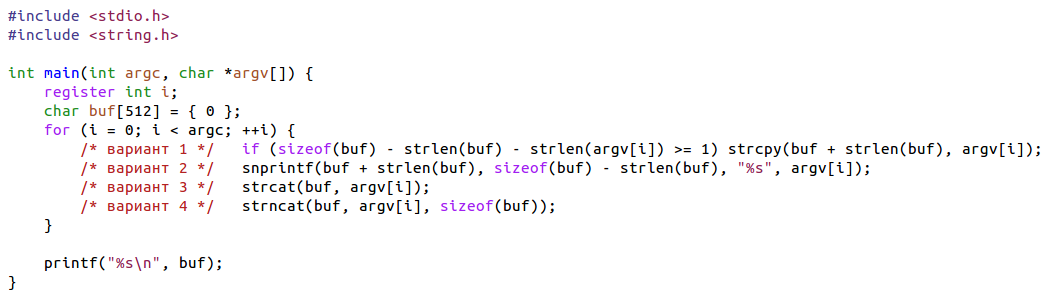 #include <stdio.h>
#include <string.h>

int main(int argc, char *argv[]) {
    register int i;
    char buf[512] = { 0 };
    for (i = 0; i < argc; ++i) {
        /* вариант 1 */   if (sizeof(buf) - strlen(buf) - strlen(argv[i]) >= 1) strcpy(buf + strlen(buf), argv[i]);
        /* вариант 2 */   snprintf(buf + strlen(buf), sizeof(buf) - strlen(buf), "%s", argv[i]);
        /* вариант 3 */   strcat(buf, argv[i]);
        /* вариант 4 */   strncat(buf, argv[i], sizeof(buf));
    }

    printf("%s\n", buf);
}